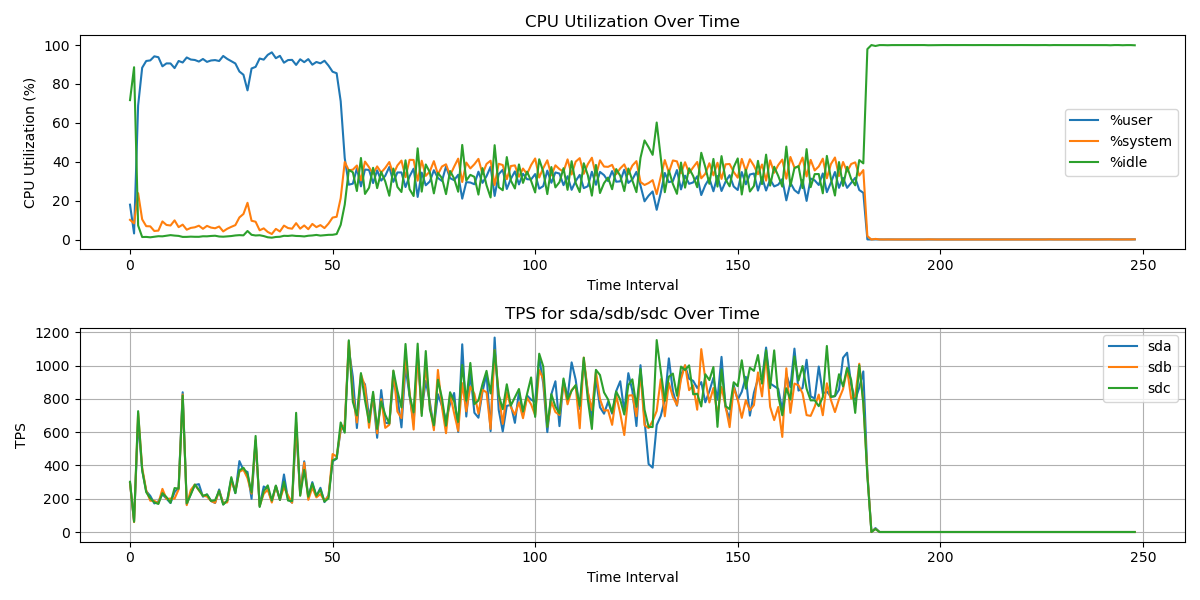 CPU Utilization Over Time
100
80
60
40
20
0
CPU Utilization (%)
%user
%system
%idle
0 50 100 150 200 250
Time Interval
TPS for sda/sdb/sdc Over Time
1200
1000
800
600
400
200
0
TPS
sda
sdb
sdc
0 50 100 150 200 250
Time Interval